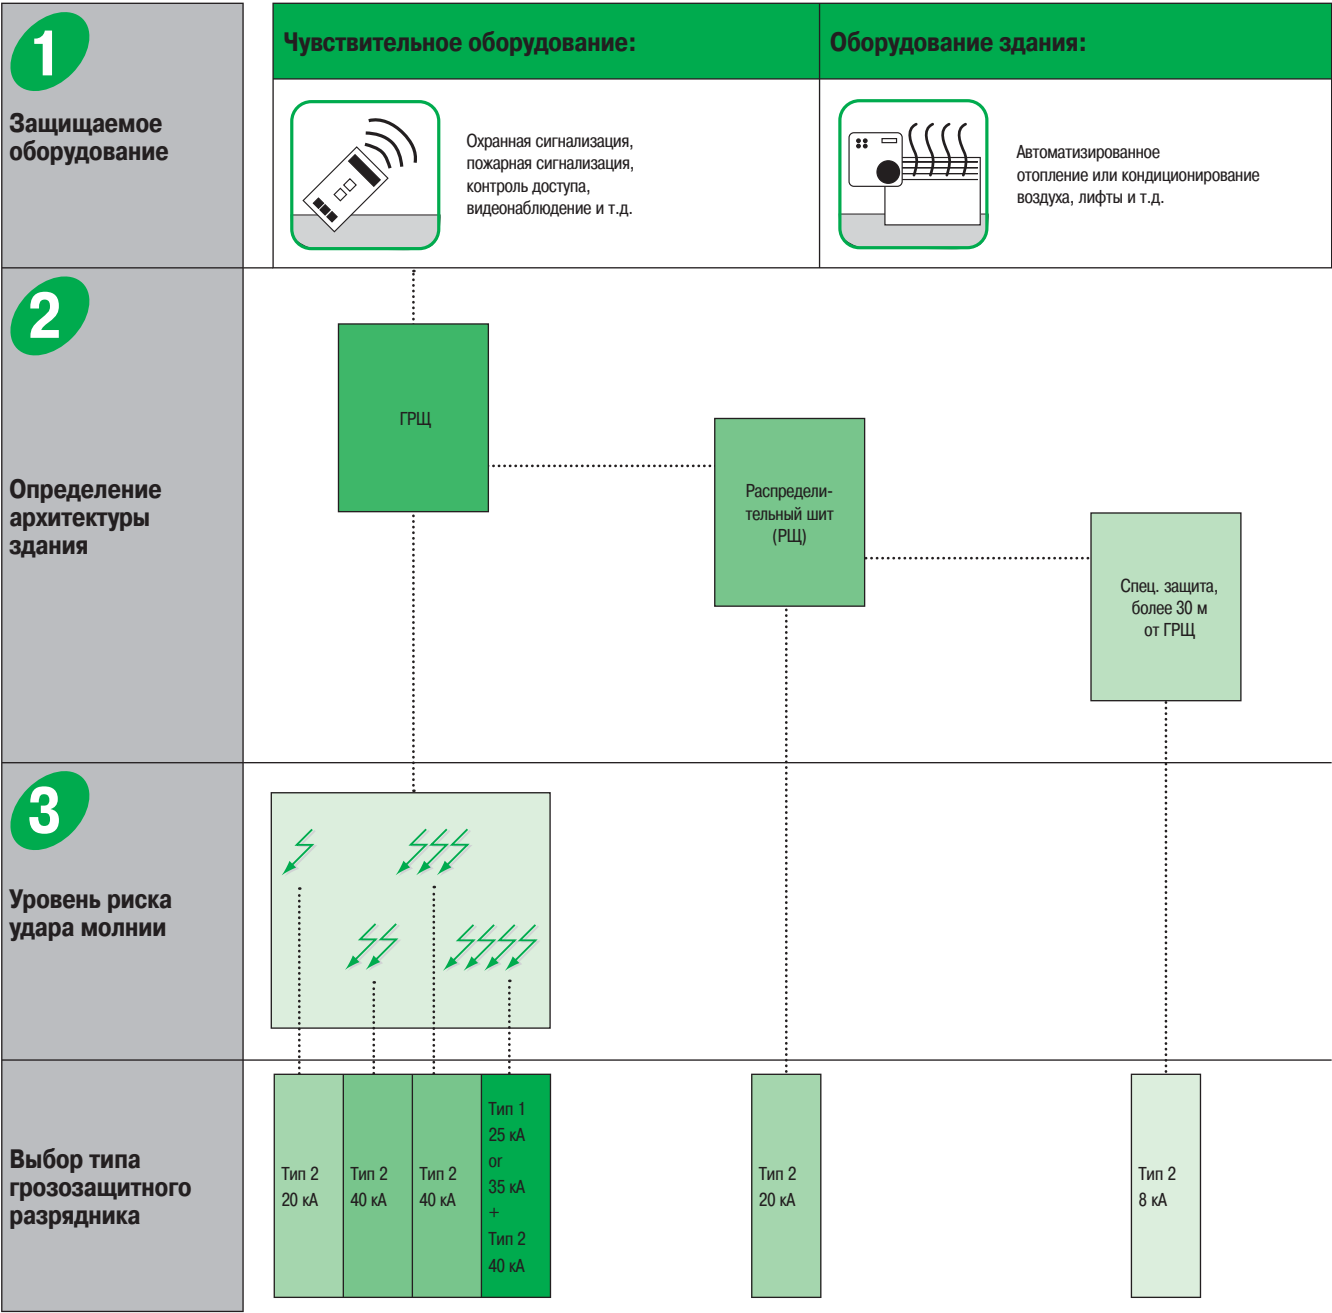 1
Защищаемое
оборудование
Чувствительное оборудование:
Охранная сигнализация,
пожарная сигнализация,
контроль доступа,
видеонаблюдение и т.д.
Оборудование здания:
Автоматизированное
отопление или кондиционирование
воздуха, лифты и т.д.
2
Определение
архитектуры
здания
ГРЩ
Распредели-
тельный шит
(РЩ)
Спец. защита,
более 30 м
от ГРЩ
3
Уровень риска
удара молнии
Выбор типа
грозозащитного
разрядника
Тип 2
20 кА
Тип 2
40 кА
Тип 2
40 кА
Тип 1
25 кА
or
35 кА
+
Тип 2
40 кА
Тип 2
20 кА
Тип 2
8 кА